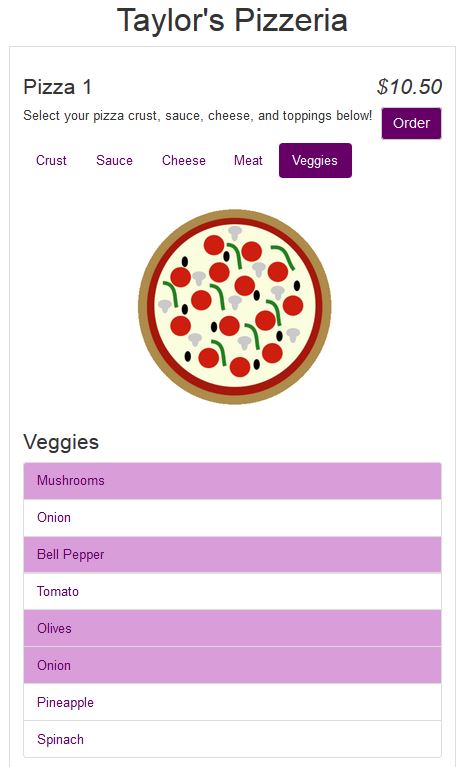 Taylor's Pizzeria
Pizza 1 $10.50
Select your pizza crust, sauce, cheese, and toppings below! Order
Crust Sauce Cheese Meat Veggies
Veggies
Mushrooms
Onion
Bell Pepper
Tomato
Olives
Onion
Pineapple
Spinach